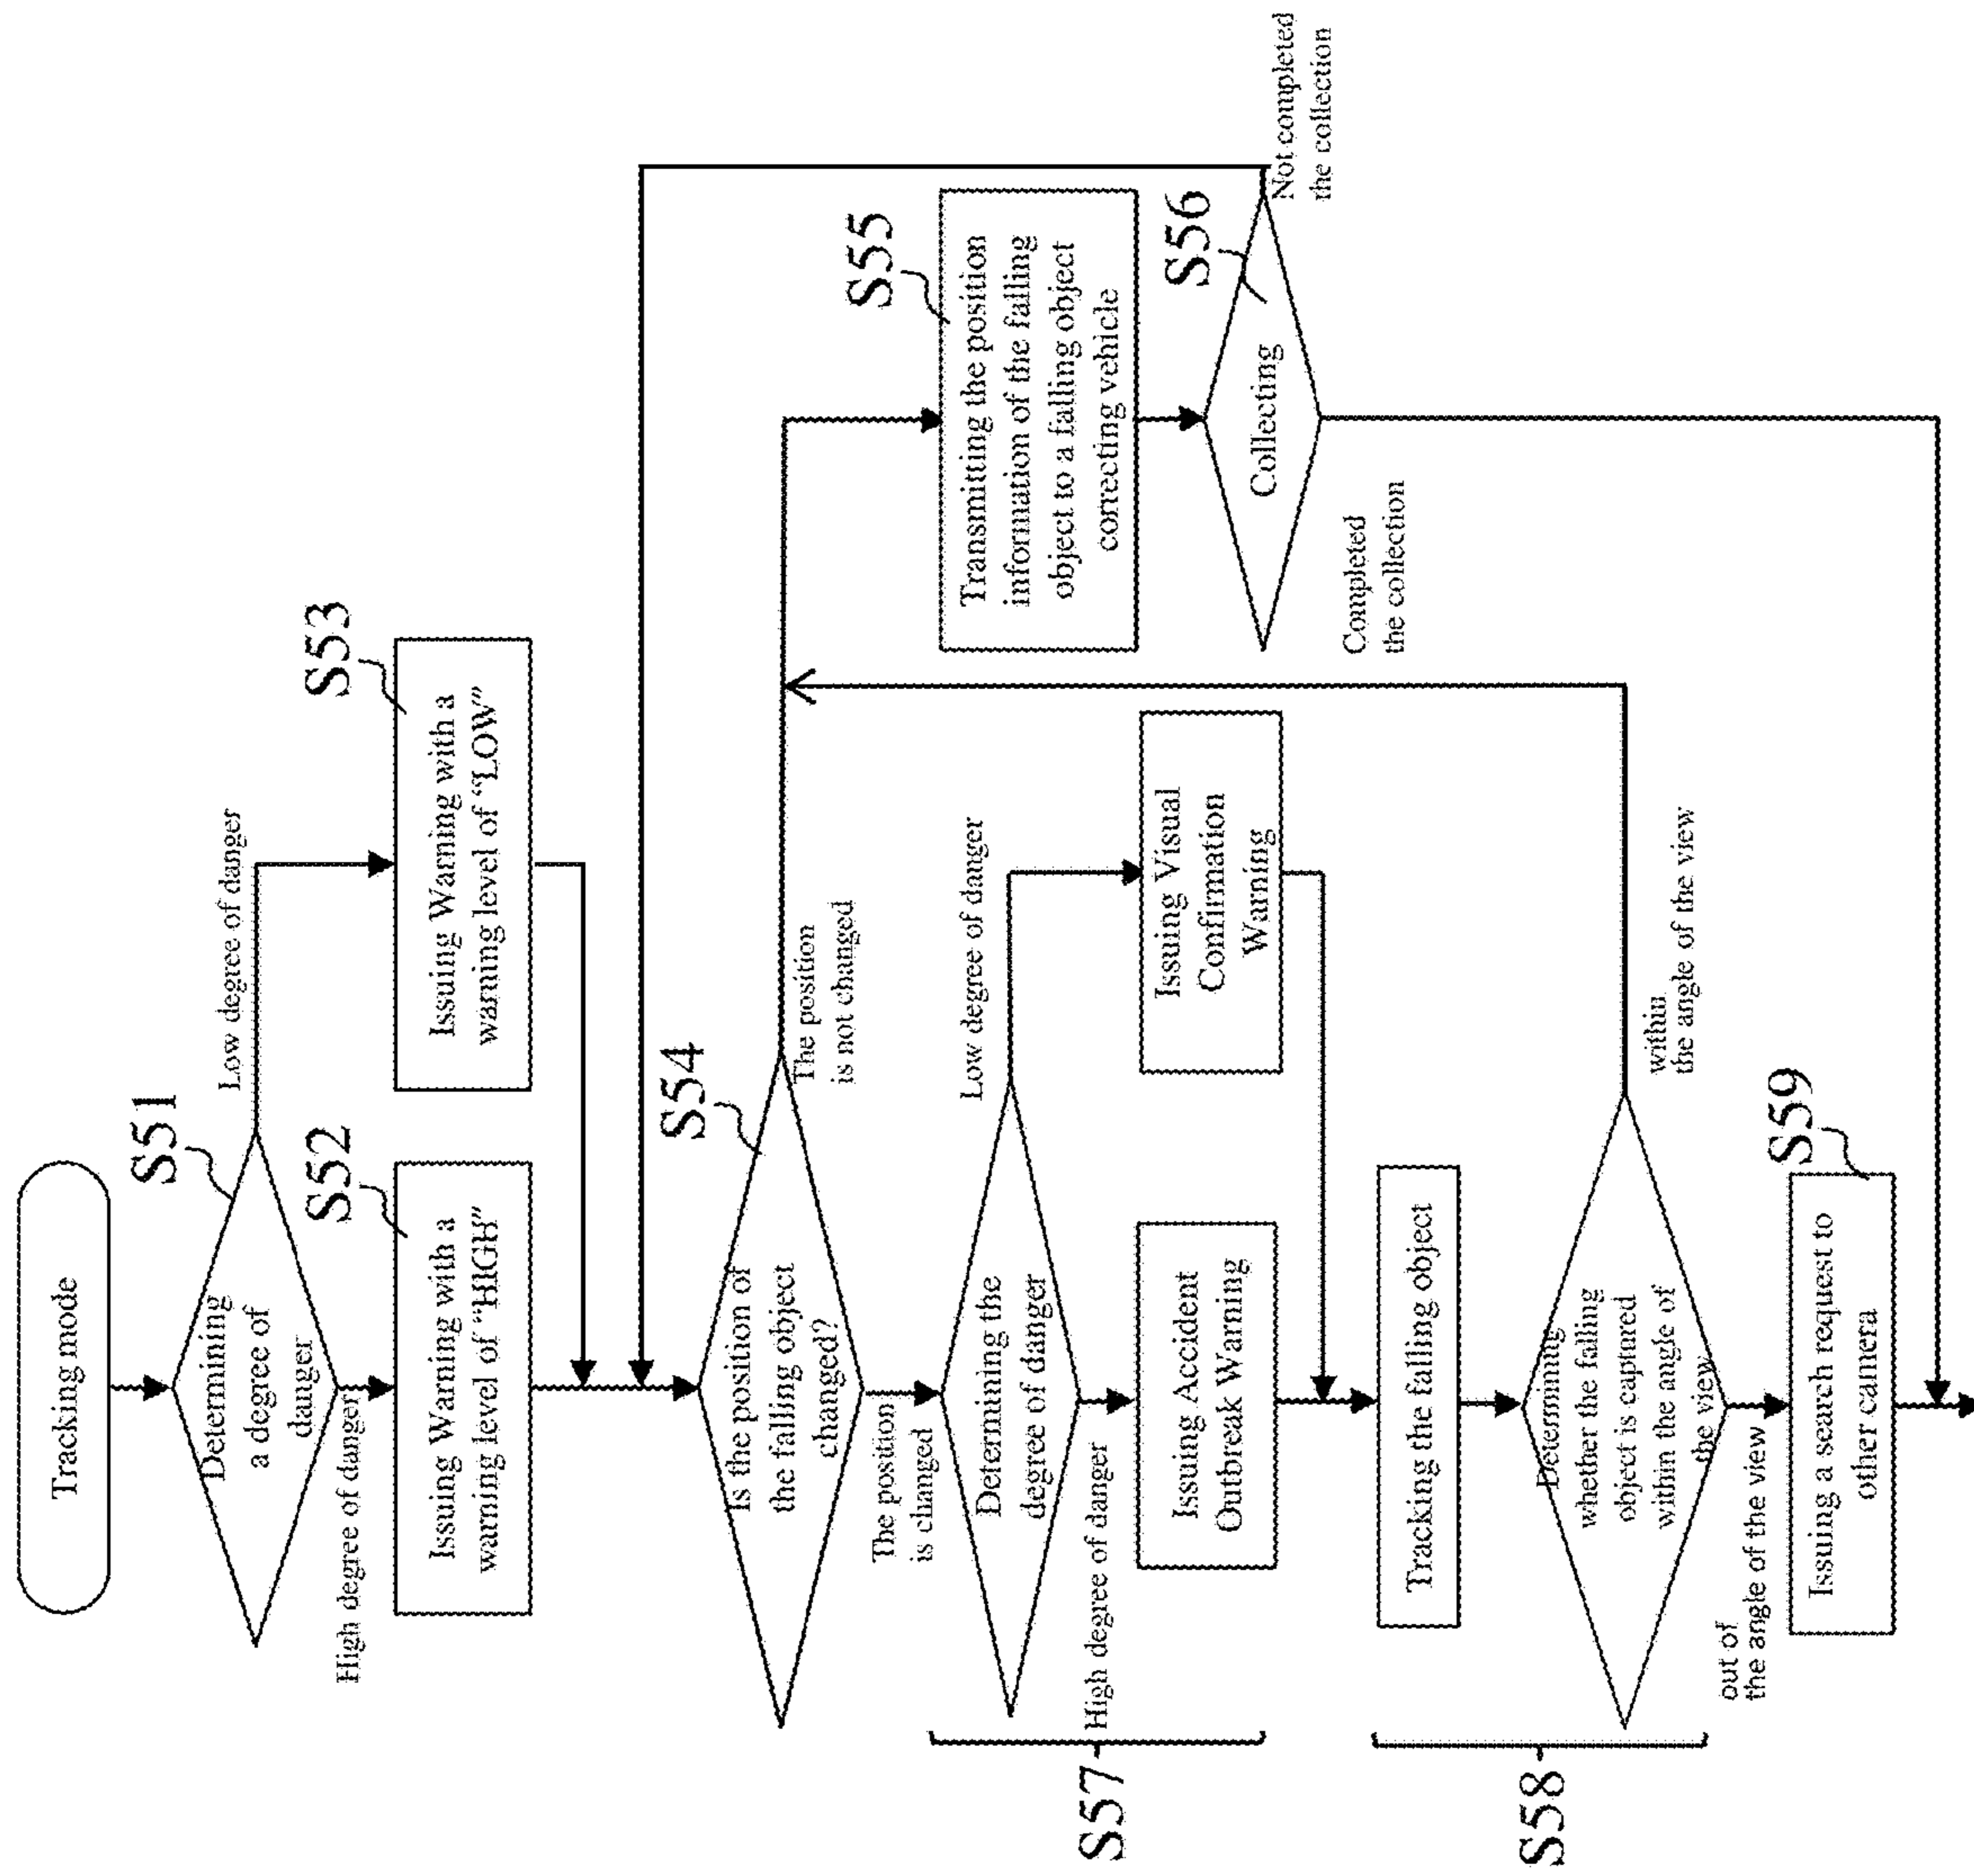 Tracking mode
S51
Determining
a degree of
danger
Low degree of danger
High degree of danger
S52
Issuing Warning with a
warning level of "HIGH"
S53
Issuing Warning with a
warning level of "LOW"
S54
Is the position of
the falling object
changed?
The position
is not changed
The position
is changed
S55
Transmitting the position
information of the falling
object to a falling object
correcting vehicle
S56
Collecting
Not completed
the collection
Completed
the collection
S57
Determining the
degree of danger
Low degree of danger
High degree of danger
Issuing Accident
Outbreak Warning
Issuing Visual
Confirmation
Warning
S58
Tracking the falling object
Determining
whether the falling
object is captured
within the angle of
the view
within
the angle of the view
out of
the angle of the view
S59
Issuing a search request to
other camera